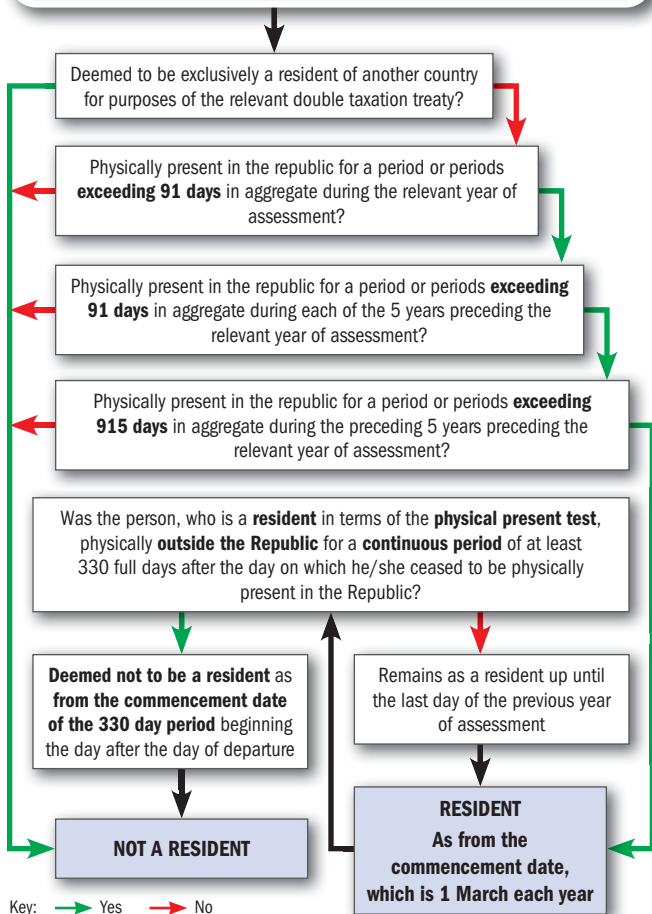 Deemed to be exclusively a resident of another country
for purposes of the relevant double taxation treaty?
Physically present in the republic for a period or periods
exceeding 91 days in aggregate during the relevant year of
assessment?
Physically present in the republic for a period or periods exceeding
91 days in aggregate during each of the 5 years preceding the
relevant year of assessment?
Physically present in the republic for a period or periods exceeding
915 days in aggregate during the preceding 5 years preceding the
relevant year of assessment?
Was the person, who is a resident in terms of the physical present test,
physically outside the Republic for a continuous period of at least
330 full days after the day on which he/she ceased to be physically
present in the Republic?
Deemed not to be a resident as
from the commencement date
of the 330 day period beginning
the day after the day of departure
Remains as a resident up until
the last day of the previous year
of assessment
NOT A RESIDENT
RESIDENT
As from the
commencement date,
which is 1 March each year
Key: Yes No